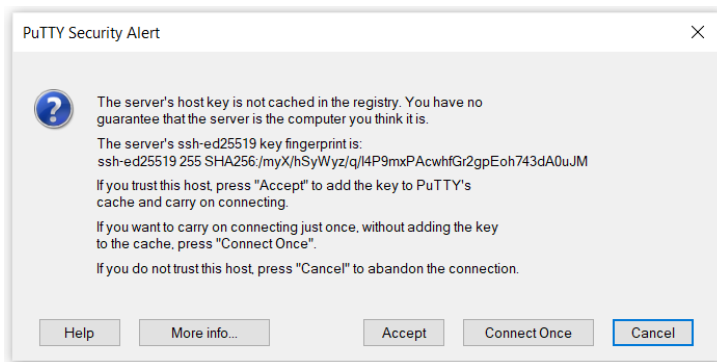 PuTTY Security Alert
The server's host key is not cached in the registry. You have no
guarantee that the server is the computer you think it is.
The server's ssh-ed25519 key fingerprint is:
ssh-ed25519 255 SHA256:/myX/hSyWyz/q/l4P9mxPAcwhfGr2gpEoh743dA0uJM
If you trust this host, press "Accept" to add the key to PuTTY's
cache and carry on connecting.
If you want to carry on connecting just once, without adding the key
to the cache, press "Connect Once".
If you do not trust this host, press "Cancel" to abandon the connection.
Help More info... Accept Connect Once Cancel